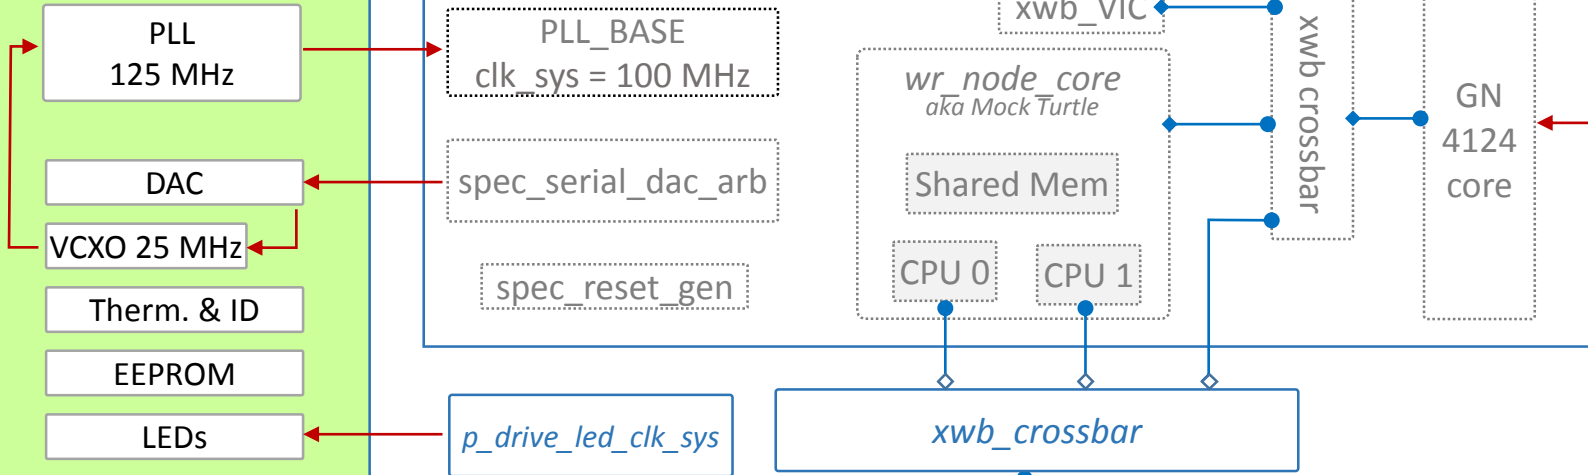 PLL
125 MHz
DAC
VCXO 25 MHz
Therm. & ID
EEPROM
LEDs
PLL_BASE
clk_sys = 100 MHz
spec_serial_dac_arb
spec_reset_gen
p_drive_led_clk_sys
xwb_VIC
wr_node_core
aka Mock Turtle
Shared Mem
CPU 0
CPU 1
xwb_crossbar
xwb crossbar
GN
4124
core